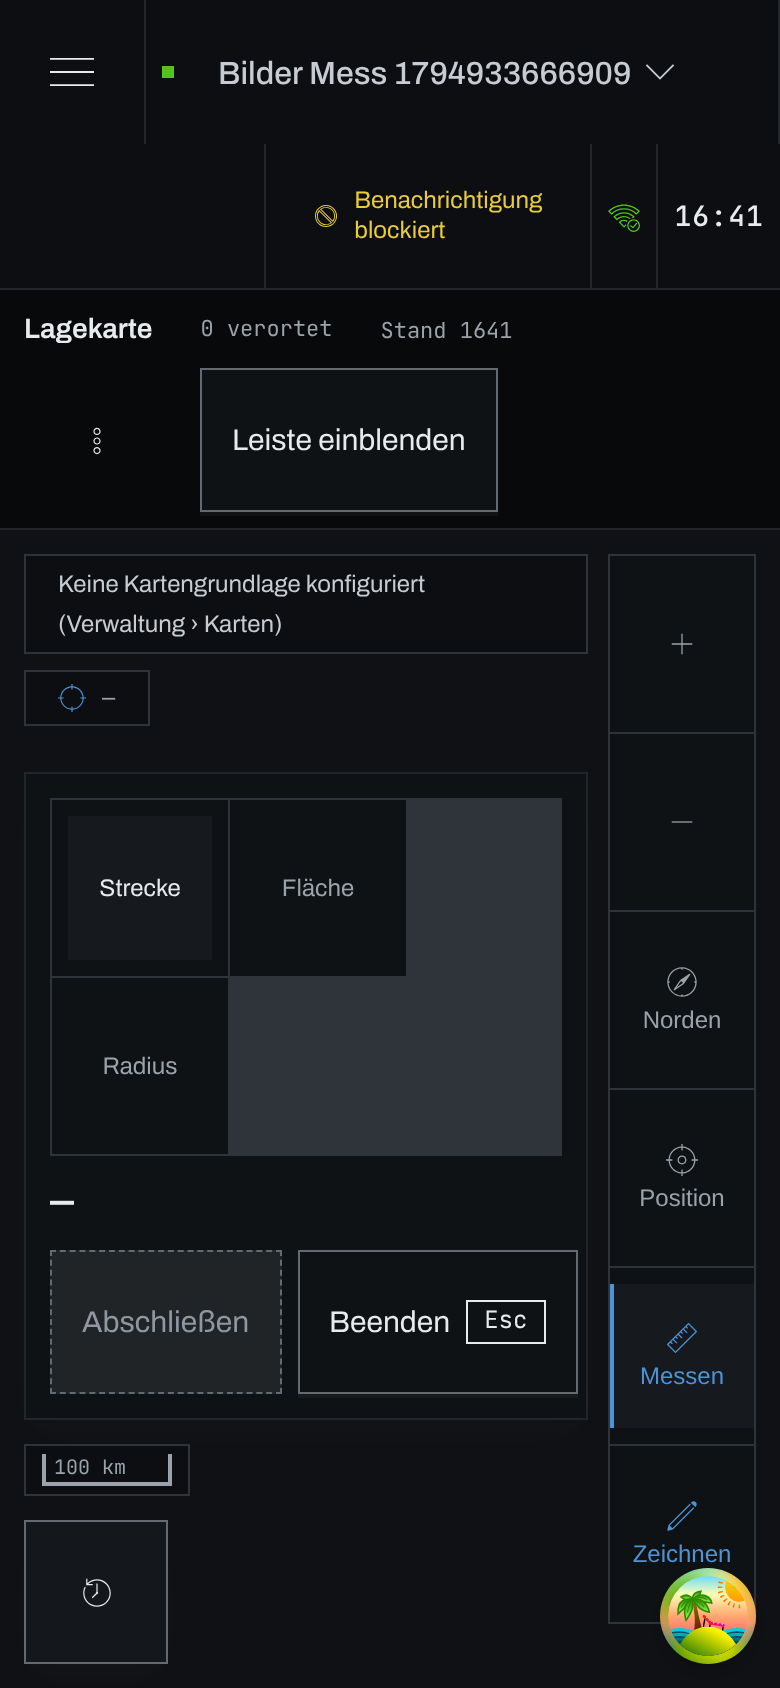 Bilder Mess 1794933666909
Benachrichtigung
blockiert
16:41
Lagekarte
0 verortet
Stand 1641
Leiste einblenden
Keine Kartengrundlage konfiguriert
(Verwaltung › Karten)
–
+
–
Strecke
Fläche
Radius
Norden
Position
–
Abschließen
Beenden
Esc
Messen
100 km
Zeichnen